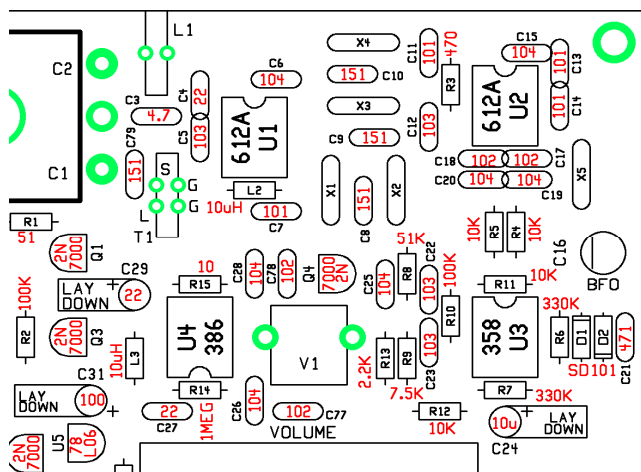 L1
C2
C3
4.7
C4
22
C5
103
C6
104
612A
U1
X4
151
C10
X3
C9
151
C11
101
470
R3
C12
103
C15
104
612A
U2
101
C13
101
C14
C1
C79
151
S
G
G
L
T1
L2
10uH
101
C7
X1
151
C8
X2
C18
102
102
C17
C20
104
104
C19
X5
R1
51
2N
7000
Q1
C29
LAY
DOWN
+
22
10
R15
C28
104
C78
102
Q4
7000
2N
C25
104
51K
R8
C22
103
100K
R10
10K
R5
R4
10K
C16
BFO
R11
10K
100K
R2
2N
7000
Q3
10uH
L3
U4
386
V1
2.2K
R13
R9
7.5K
103
C23
358
U3
330K
R6
D1
D2
SD101
471
C21
C31
LAY
DOWN
100
+
R14
1MEG
22
C27
C26
104
102
C77
VOLUME
R12
10K
R7
330K
10u
+
LAY
DOWN
C24
2N
7000
U5
78
L06